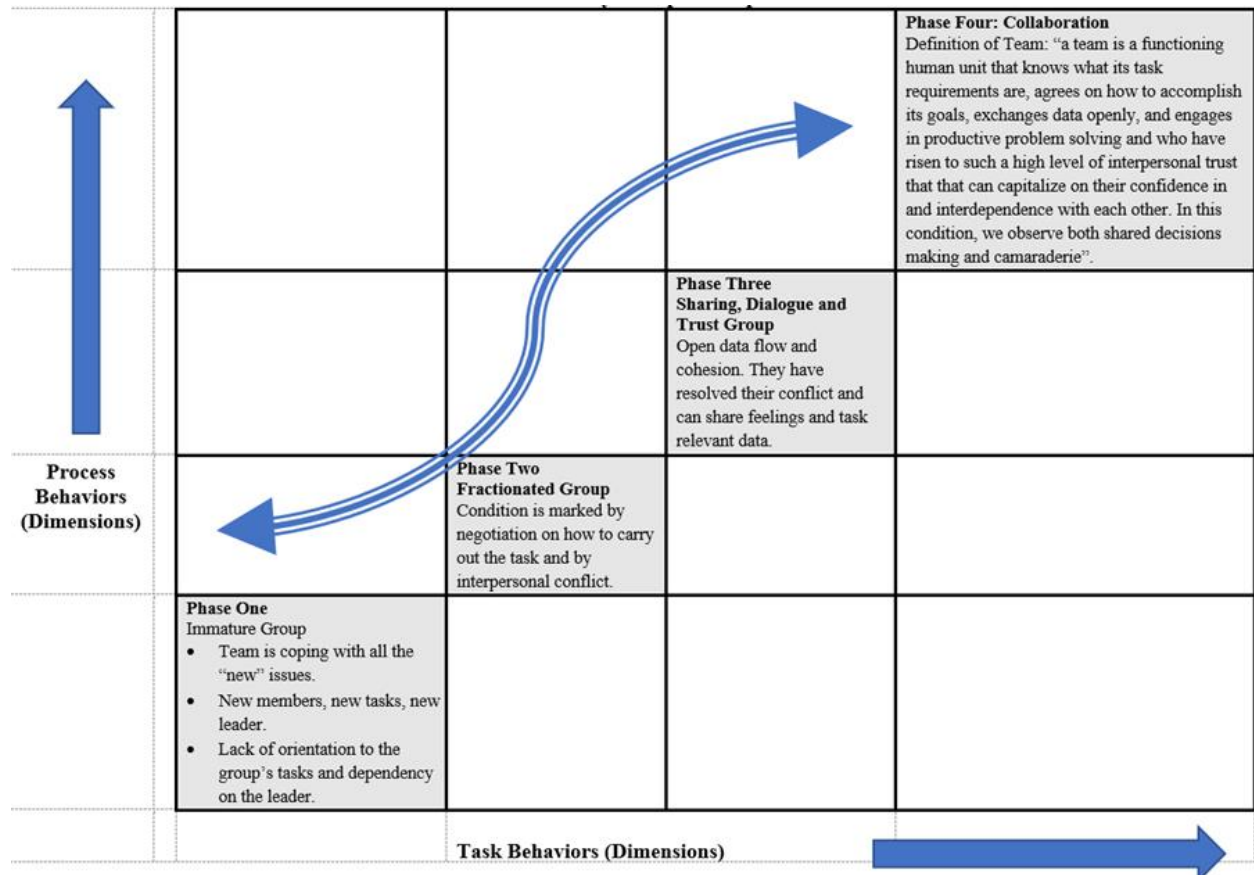 Phase Four: Collaboration
Definition of Team: “a team is a functioning
human unit that knows what its task
requirements are, agrees on how to accomplish
its goals, exchanges data openly, and engages
in productive problem solving and who have
risen to such a high level of interpersonal trust
that that can capitalize on their confidence in
and interdependence with each other. In this
condition, we observe both shared decisions
making and camaraderie”.
Phase Three
Sharing, Dialogue and
Trust Group
Open data flow and
cohesion. They have
resolved their conflict and
can share feelings and task
relevant data.
Process
Behaviors
(Dimensions)
Phase Two
Fractionated Group
Condition is marked by
negotiation on how to carry
out the task and by
interpersonal conflict.
Phase One
Immature Group
• Team is coping with all the
“new” issues.
• New members, new tasks, new
leader.
• Lack of orientation to the
group’s tasks and dependency
on the leader.
Task Behaviors (Dimensions)